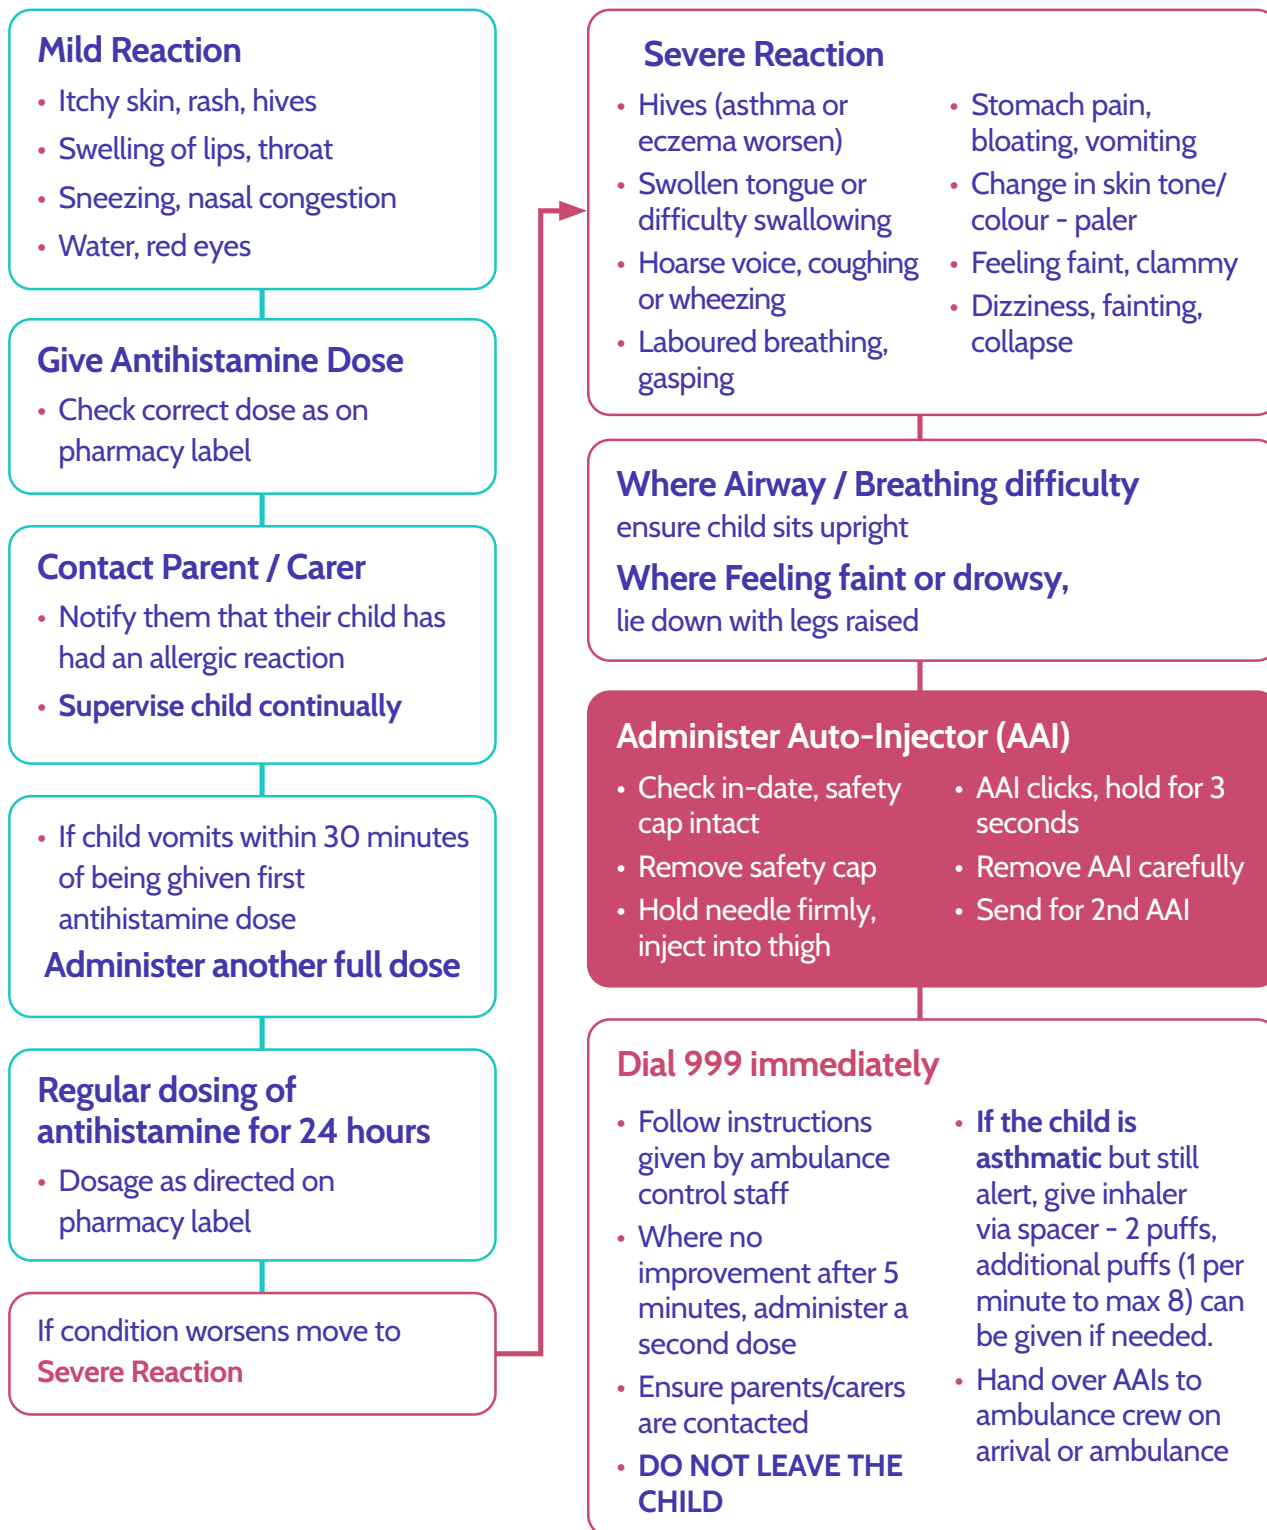 Mild Reaction
• Itchy skin, rash, hives
• Swelling of lips, throat
• Sneezing, nasal congestion
• Water, red eyes
Give Antihistamine Dose
• Check correct dose as on
pharmacy label
Contact Parent / Carer
• Notify them that their child has
had an allergic reaction
• Supervise child continually
• If child vomits within 30 minutes
of being ghiven first
antihistamine dose
Administer another full dose
Regular dosing of
antihistamine for 24 hours
• Dosage as directed on
pharmacy label
If condition worsens move to
Severe Reaction
Severe Reaction
• Hives (asthma or
eczema worsen)
• Swollen tongue or
difficulty swallowing
• Hoarse voice, coughing
or wheezing
• Laboured breathing,
gasping
• Stomach pain,
bloating, vomiting
• Change in skin tone/
colour - paler
• Feeling faint, clammy
• Dizziness, fainting,
collapse
Where Airway / Breathing difficulty
ensure child sits upright
Where Feeling faint or drowsy,
lie down with legs raised
Administer Auto-Injector (AAI)
• Check in-date, safety
cap intact
• Remove safety cap
• Hold needle firmly,
inject into thigh
• AAI clicks, hold for 3
seconds
• Remove AAI carefully
• Send for 2nd AAI
Dial 999 immediately
• Follow instructions
given by ambulance
control staff
• Where no
improvement after 5
minutes, administer a
second dose
• Ensure parents/carers
are contacted
• DO NOT LEAVE THE
CHILD
• If the child is
asthmatic but still
alert, give inhaler
via spacer - 2 puffs,
additional puffs (1 per
minute to max 8) can
be given if needed.
• Hand over AAIs to
ambulance crew on
arrival or ambulance